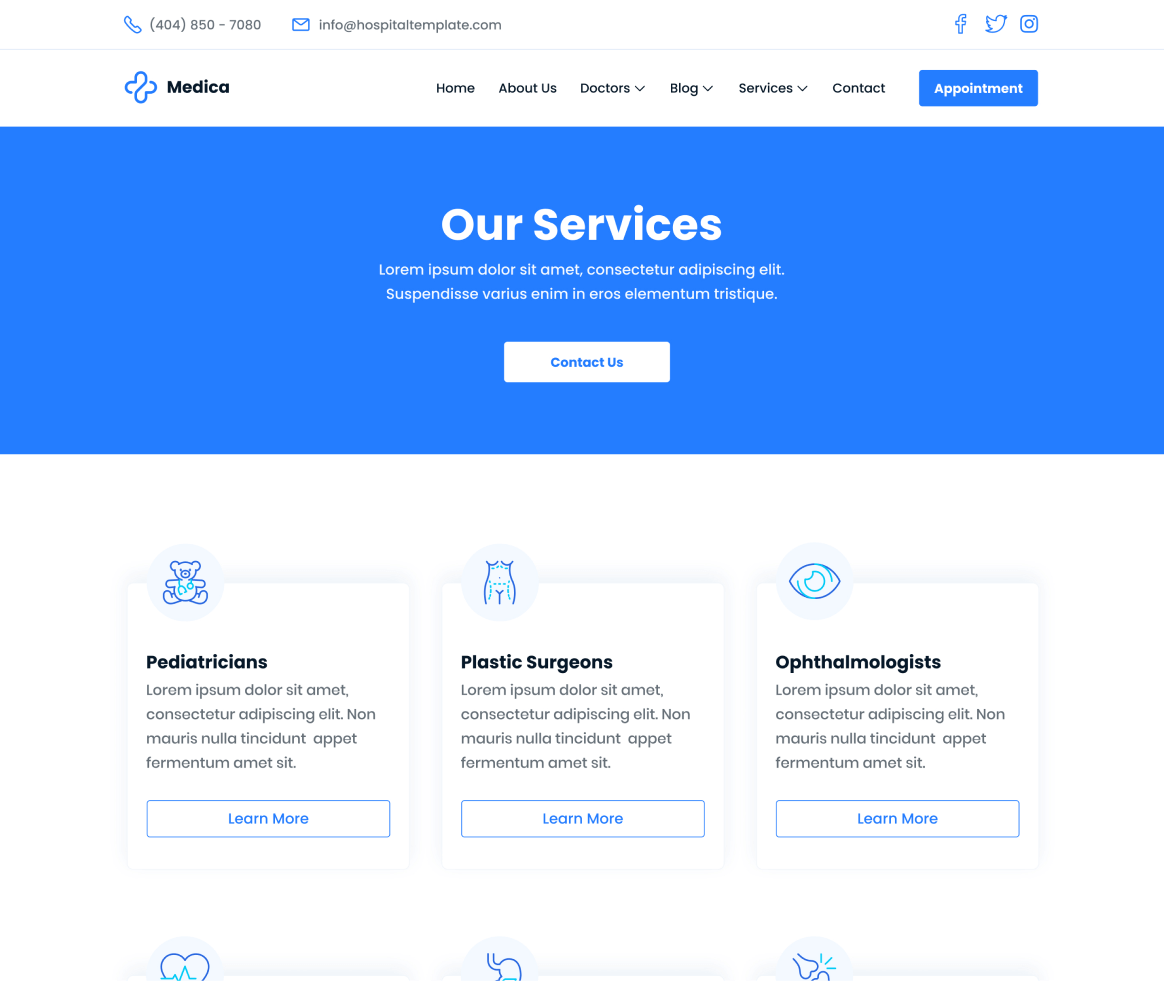 (404) 850 - 7080 info@hospitaltemplate.com
Medica Home About Us Doctors Blog Services Contact Appointment
Our Services
Lorem ipsum dolor sit amet, consectetur adipiscing elit.
Suspendisse varius enim in eros elementum tristique.
Contact Us
Pediatricians
Lorem ipsum dolor sit amet,
consectetur adipiscing elit. Non
mauris nulla tincidunt  appet
fermentum amet sit.
Learn More
Plastic Surgeons
Lorem ipsum dolor sit amet,
consectetur adipiscing elit. Non
mauris nulla tincidunt  appet
fermentum amet sit.
Learn More
Ophthalmologists
Lorem ipsum dolor sit amet,
consectetur adipiscing elit. Non
mauris nulla tincidunt  appet
fermentum amet sit.
Learn More